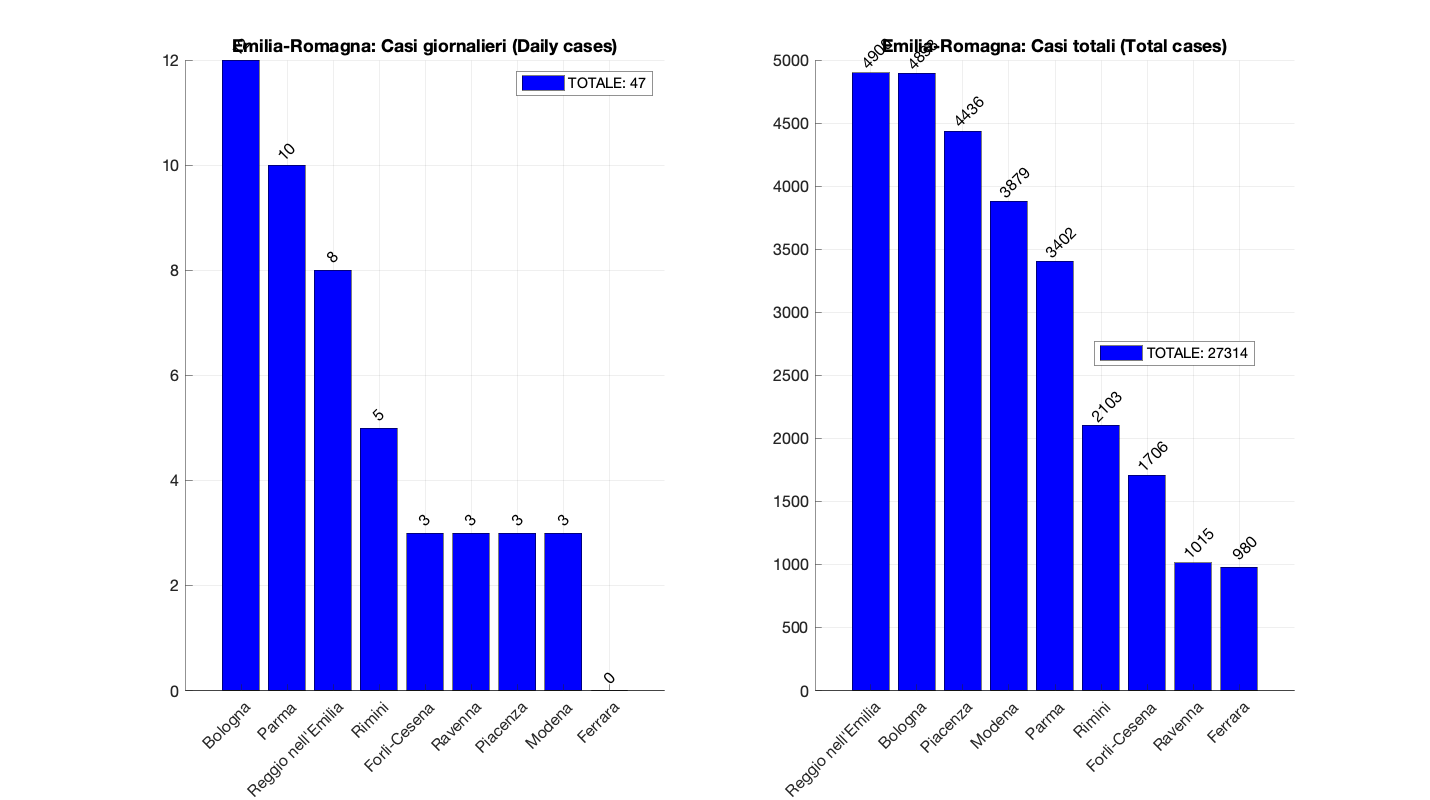 Emilia-Romagna: Casi giornalieri (Daily cases)
TOTALE: 47
12
10
8
6
4
2
0
10
8
5
3
3
3
3
0
Bologna
Parma
Reggio nell'Emilia
Rimini
Forlì-Cesena
Ravenna
Piacenza
Modena
Ferrara
Emilia-Romagna: Casi totali (Total cases)
TOTALE: 27314
5000
4500
4000
3500
3000
2500
2000
1500
1000
500
0
4436
3879
3402
2103
1706
1015
980
Reggio nell'Emilia
Bologna
Piacenza
Modena
Parma
Rimini
Forlì-Cesena
Ravenna
Ferrara